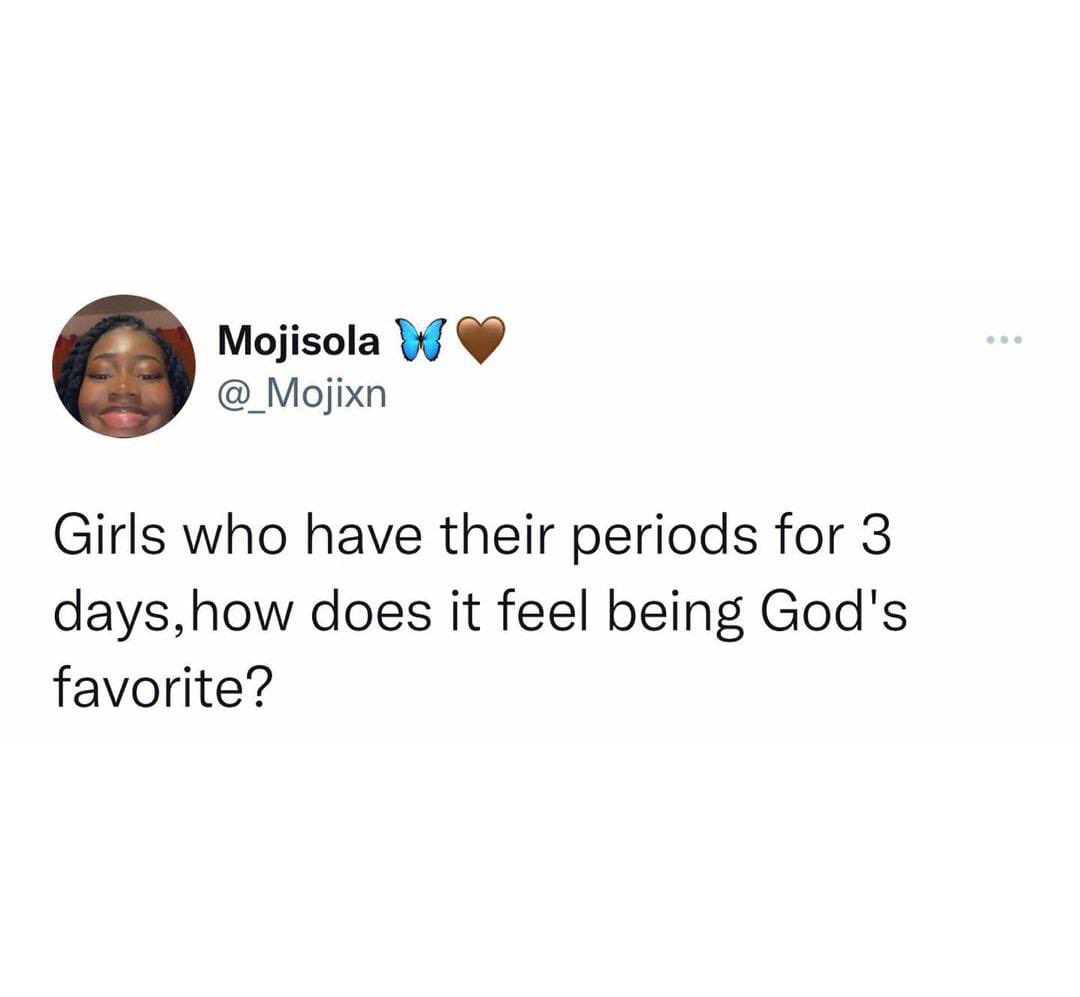 Mojisola 🦋🤎
@_Mojixn
Girls who have their periods for 3
days,how does it feel being God's
favorite?